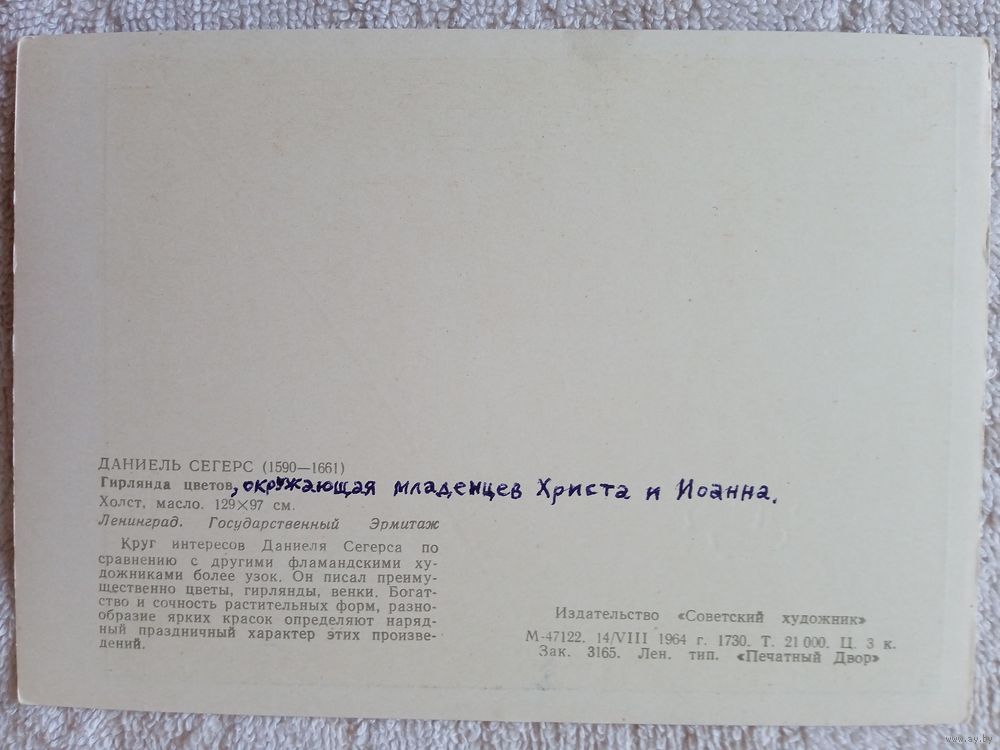 ДАНИЕЛЬ СЕГЕРС (1590—1661)
Гирлянда цветов, окружающая младенцев Христа и Иоанна.
Холст, масло. 129×97 см.
Ленинград. Государственный Эрмитаж
Круг интересов Даниеля Сегерса по
сравнению с другими фламандскими ху-
дожниками более узок. Он писал преиму-
щественно цветы, гирлянды, венки. Богат-
ство и сочность растительных форм, разно-
образие ярких красок определяют наряд-
ный праздничный характер этих произве-
дений.
Издательство «Советский художник»
М-47122. 14/VIII 1964 г. 1730. Т. 21 000. Ц. 3 к.
Зак. 3165. Лен. тип. «Печатный Двор»
www.ay.by